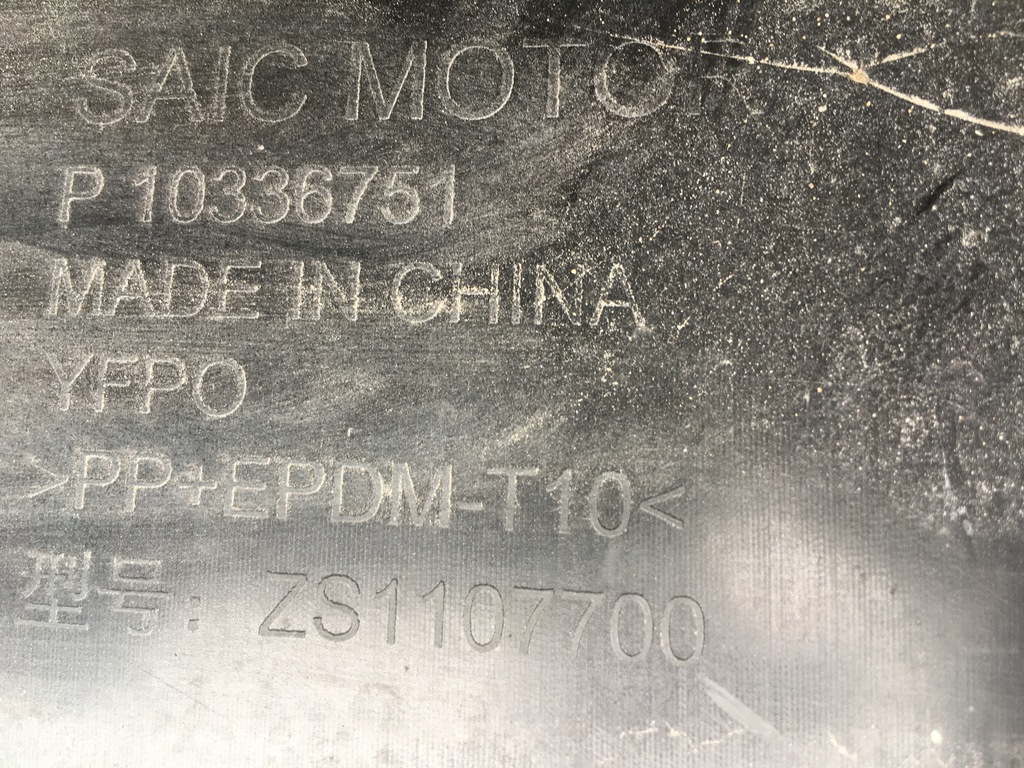 SAIC MOTOR
P 10336751
MADE IN CHINA
YFPO
>PP+EPDM-T10<
型号: ZS1107700